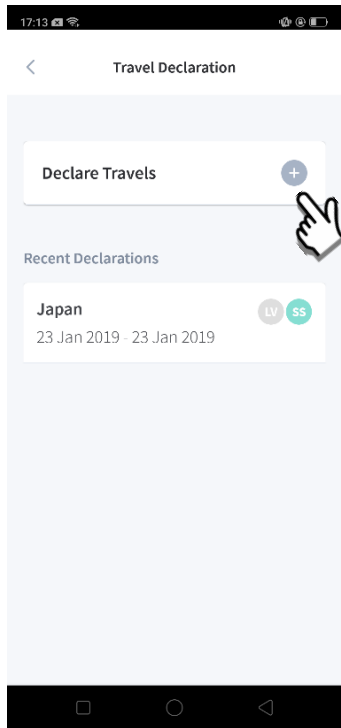 17:13
Travel Declaration
Declare Travels
Recent Declarations
Japan
LV SS
23 Jan 2019 - 23 Jan 2019